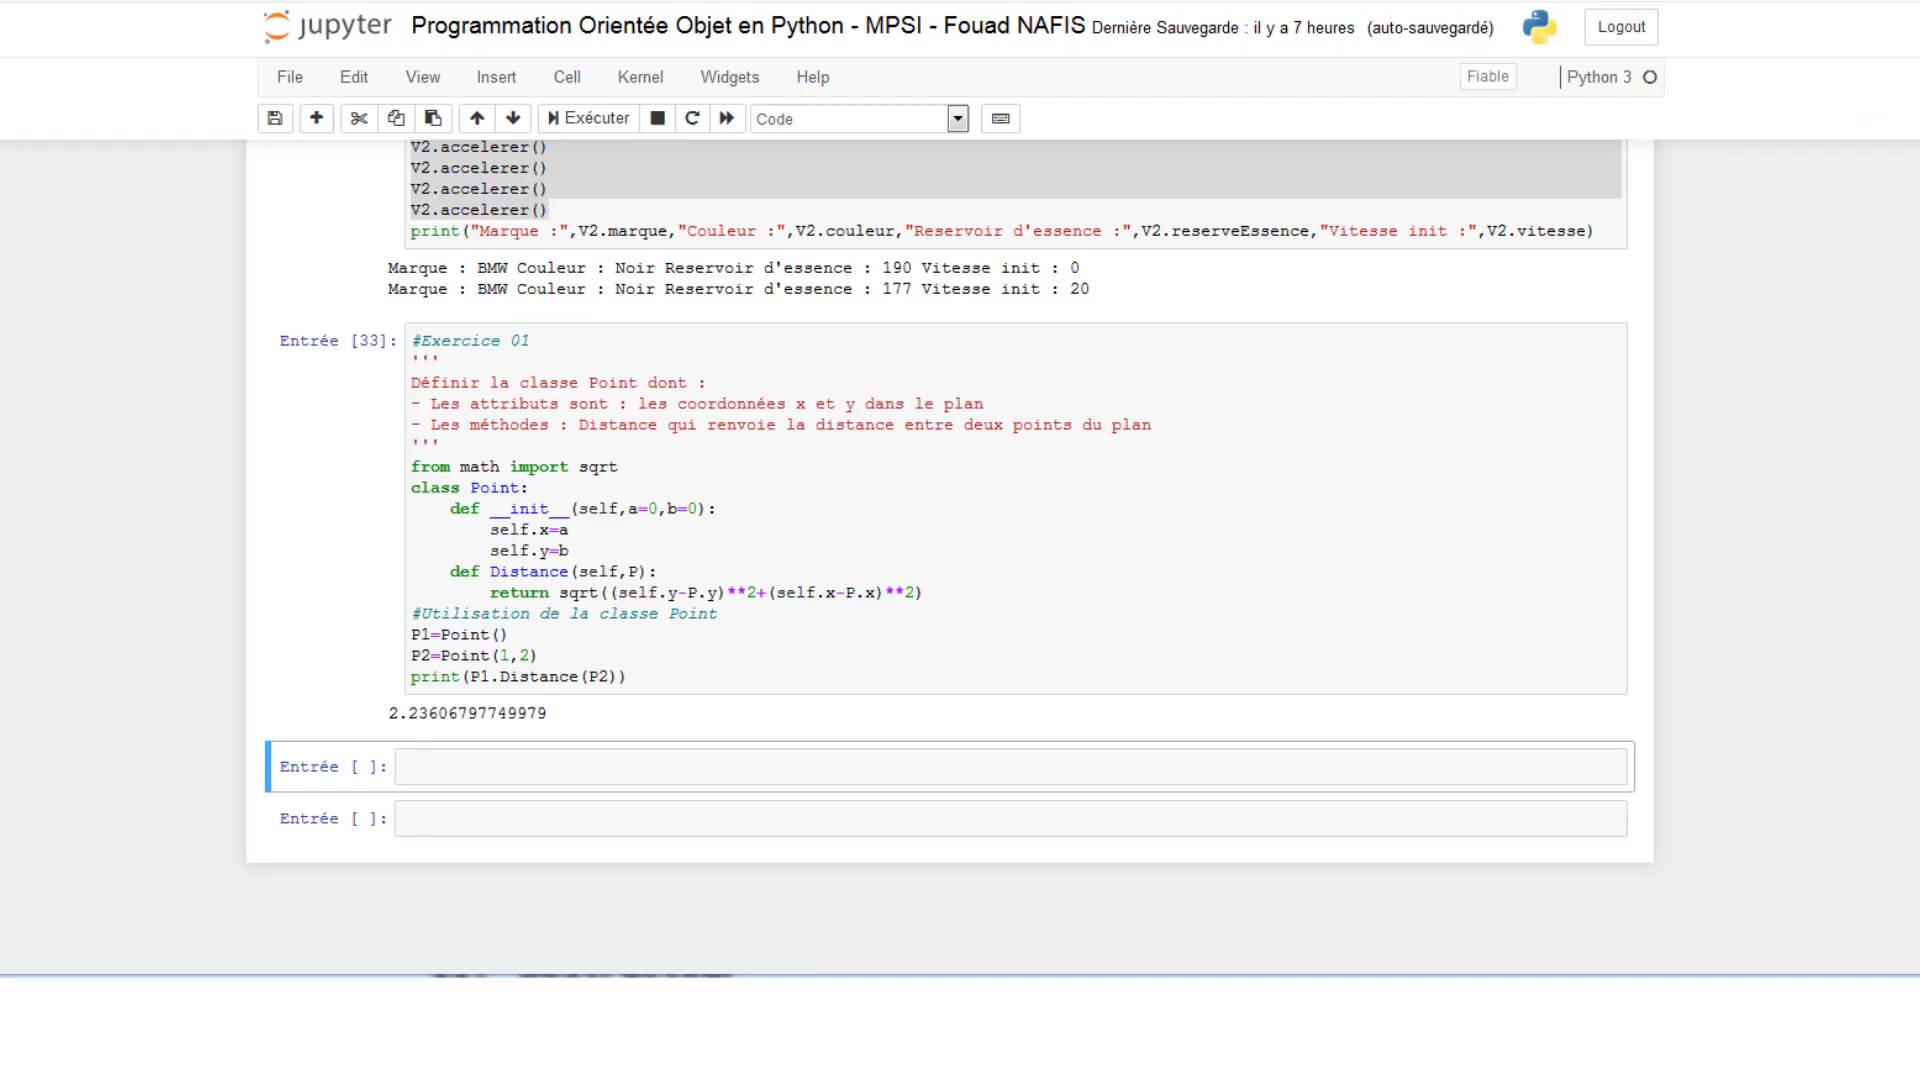 jupyter Programmation Orientée Objet en Python - MPSI - Fouad NAFIS Dernière Sauvegarde : il y a 7 heures (auto-sauvegardé) Logout
File Edit View Insert Cell Kernel Widgets Help Fiable Python 3
Exécuter Code
V2.accelerer()
V2.accelerer()
V2.accelerer()
V2.accelerer()
print("Marque :",V2.marque,"Couleur :",V2.couleur,"Reservoir d'essence :",V2.reserveEssence,"Vitesse init :",V2.vitesse)
Marque : BMW Couleur : Noir Reservoir d'essence : 190 Vitesse init : 0
Marque : BMW Couleur : Noir Reservoir d'essence : 177 Vitesse init : 20
Entrée [33]: #Exercice 01
'''
Définir la classe Point dont :
- Les attributs sont : les coordonnées x et y dans le plan
- Les méthodes : Distance qui renvoie la distance entre deux points du plan
'''
from math import sqrt
class Point:
    def __init__(self,a=0,b=0):
        self.x=a
        self.y=b
    def Distance(self,P):
        return sqrt((self.y-P.y)**2+(self.x-P.x)**2)
#Utilisation de la classe Point
P1=Point()
P2=Point(1,2)
print(P1.Distance(P2))
2.23606797749979
Entrée [ ]:
Entrée [ ]: